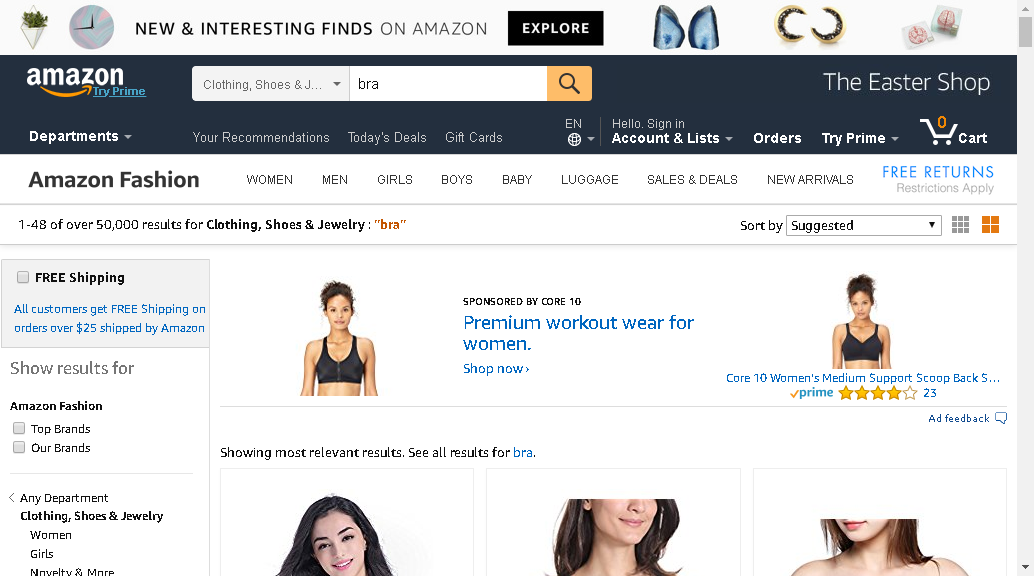 NEW & INTERESTING FINDS ON AMAZON EXPLORE
amazon
Try Prime
Clothing, Shoes & J...
bra
The Easter Shop
Departments
Your Recommendations
Today's Deals
Gift Cards
EN
Hello. Sign in
Account & Lists
Orders
Try Prime
0
Cart
Amazon Fashion
WOMEN
MEN
GIRLS
BOYS
BABY
LUGGAGE
SALES & DEALS
NEW ARRIVALS
FREE RETURNS
Restrictions Apply
1-48 of over 50,000 results for Clothing, Shoes & Jewelry : "bra"
Sort by Suggested
FREE Shipping
All customers get FREE Shipping on
orders over $25 shipped by Amazon
Show results for
Amazon Fashion
Top Brands
Our Brands
Any Department
Clothing, Shoes & Jewelry
Women
Girls
Novelty & More
SPONSORED BY CORE 10
Premium workout wear for
women.
Shop now ›
Core 10 Women's Medium Support Scoop Back S...
prime 23
Ad feedback
Showing most relevant results. See all results for bra.